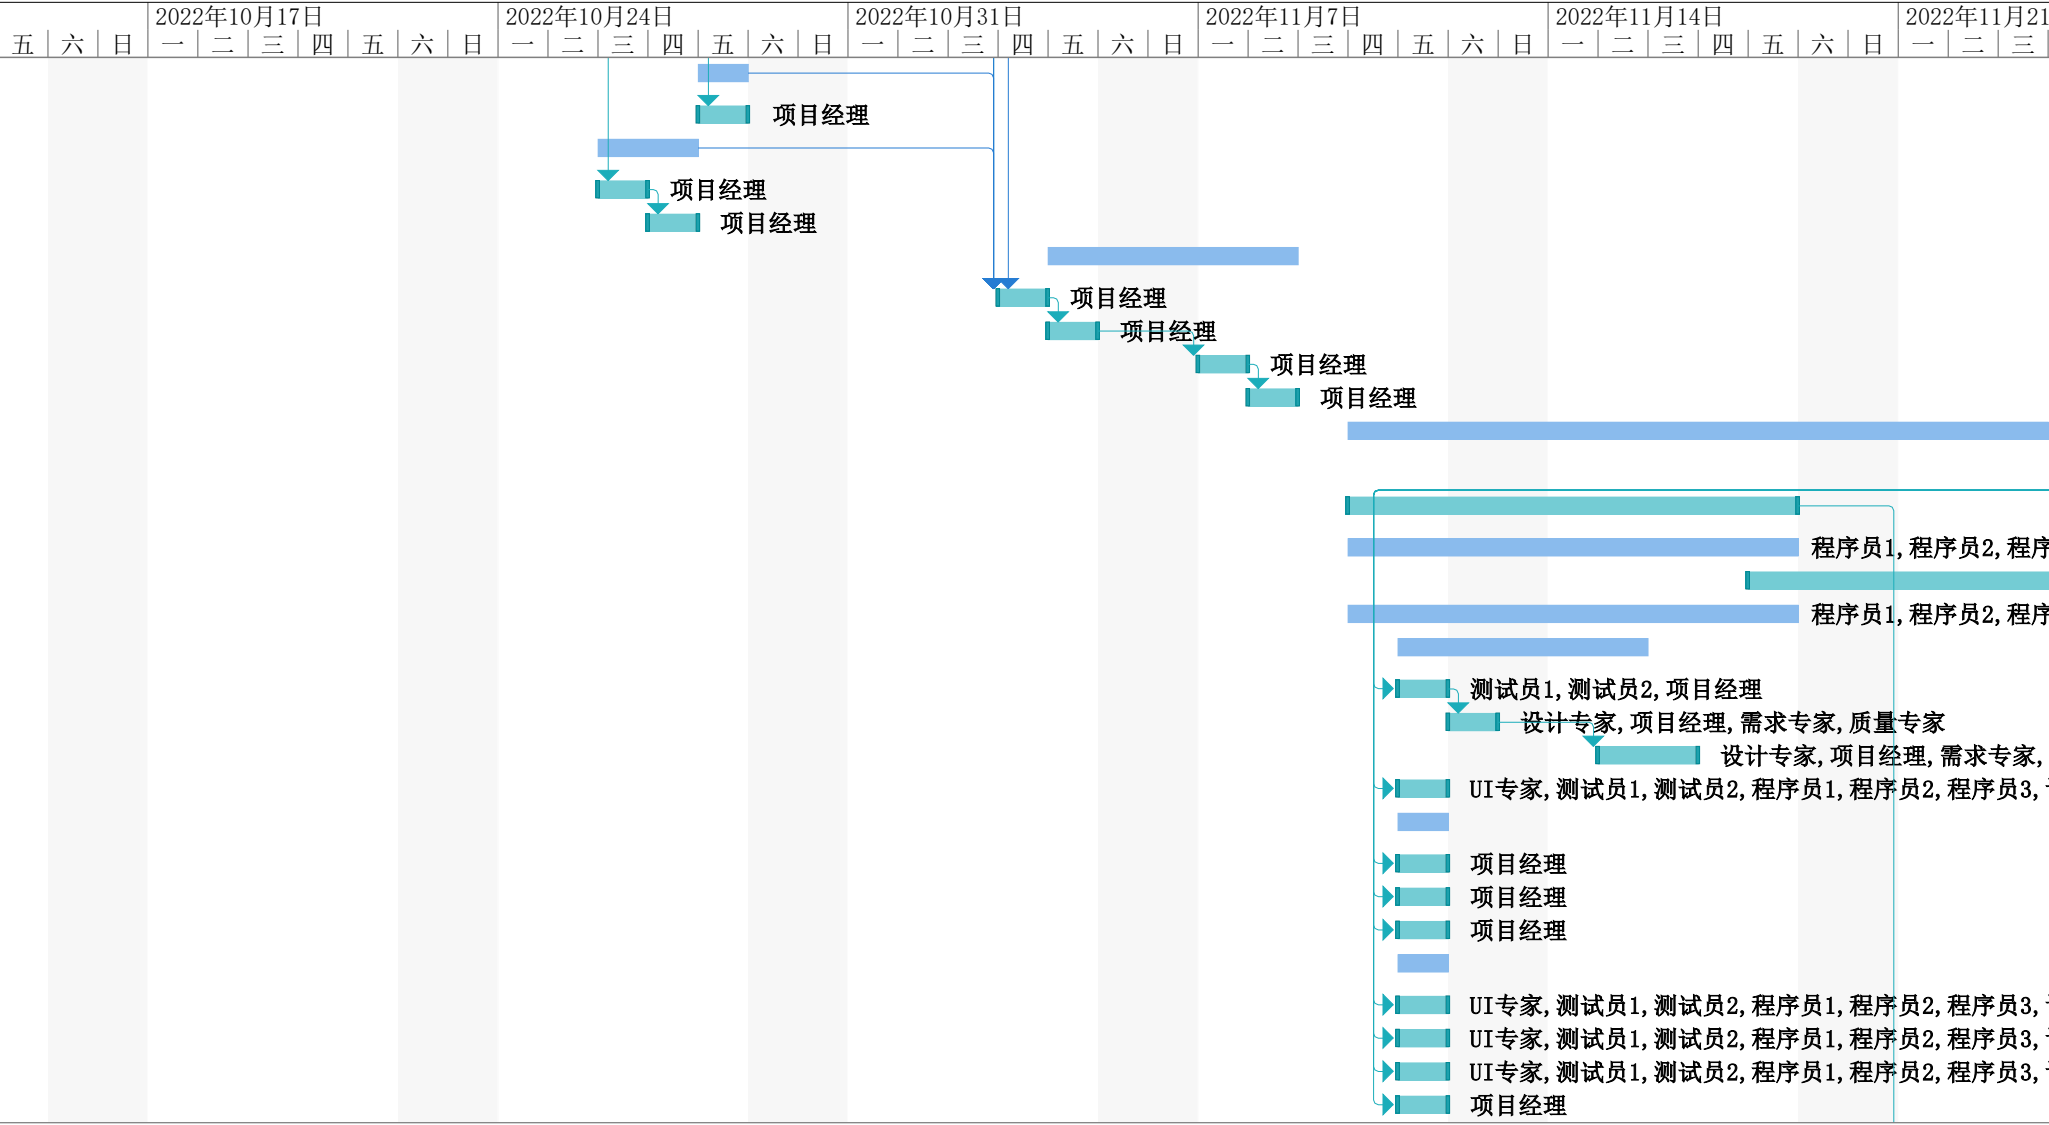 2022年10月17日 2022年10月24日 2022年10月31日 2022年11月7日 2022年11月14日 2022年11月21
五 六 日 一 二 三 四 五 六 日 一 二 三 四 五 六 日 一 二 三 四 五 六 日 一 二 三 四 五 六 日 一 二 三 四 五 六 日 一 二 三
项目经理
项目经理
项目经理
项目经理
项目经理
项目经理
项目经理
程序员1,程序员2,程序
程序员1,程序员2,程序
测试员1,测试员2,项目经理
设计专家,项目经理,需求专家,质量专家
设计专家,项目经理,需求专家,
UI专家,测试员1,测试员2,程序员1,程序员2,程序员3,
项目经理
项目经理
项目经理
UI专家,测试员1,测试员2,程序员1,程序员2,程序员3,
UI专家,测试员1,测试员2,程序员1,程序员2,程序员3,
UI专家,测试员1,测试员2,程序员1,程序员2,程序员3,
项目经理